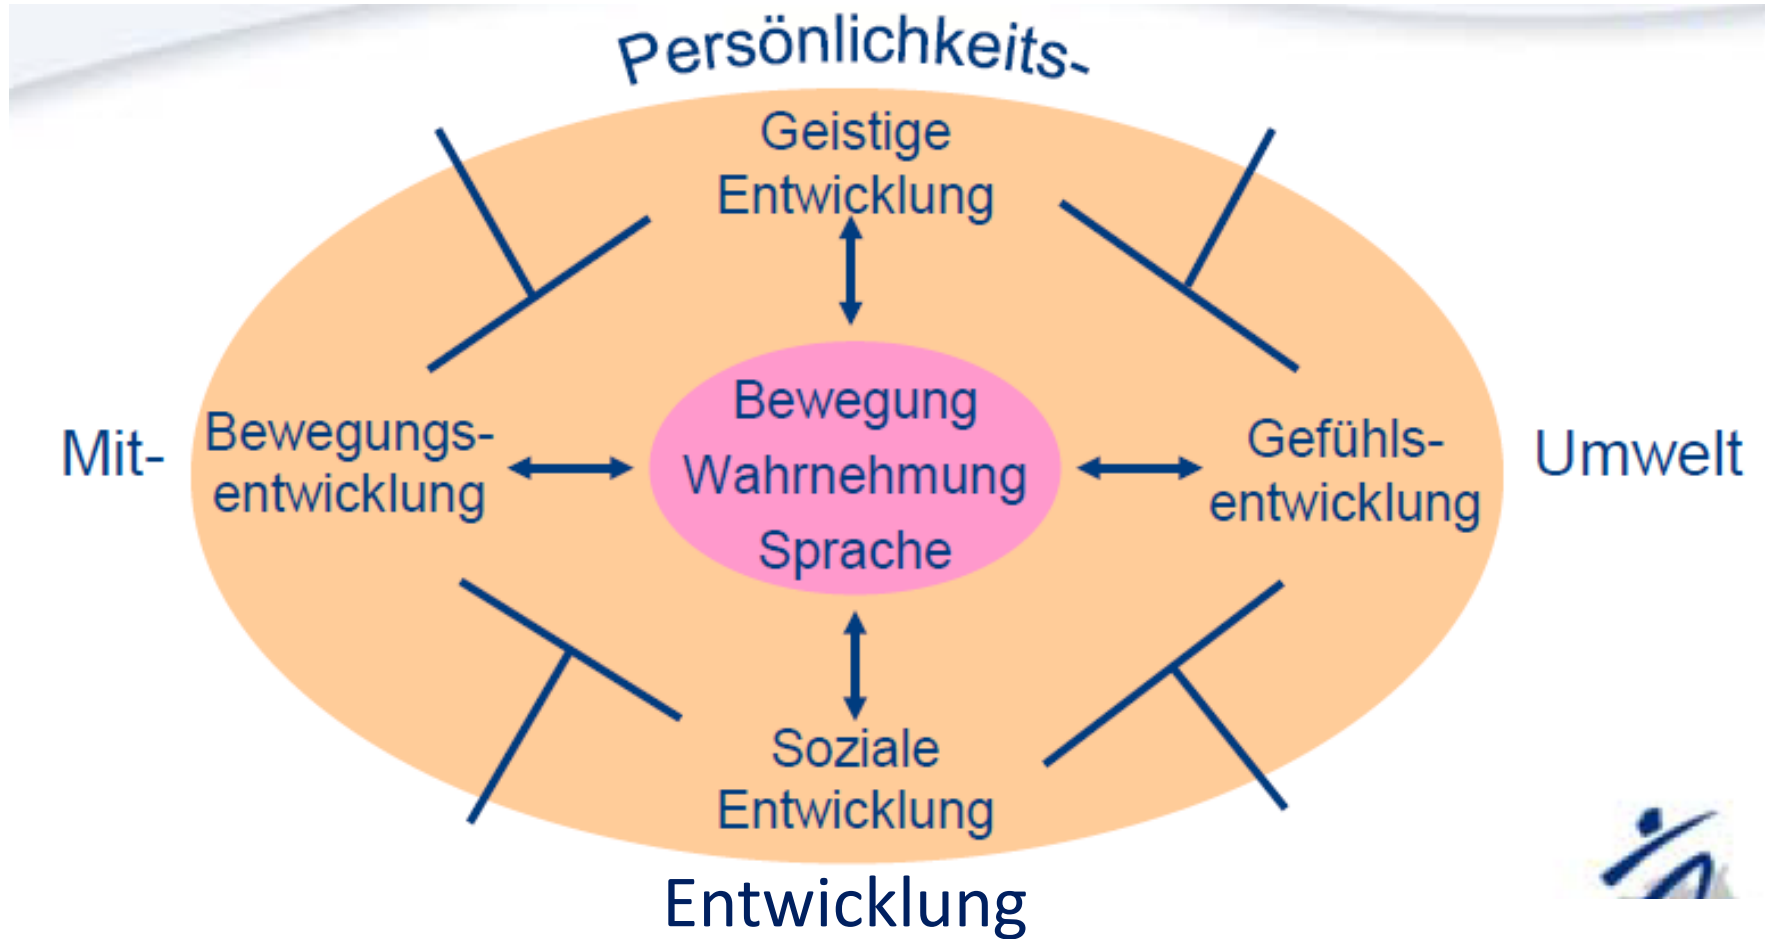 Persönlichkeits-
Geistige
Entwicklung
Mit-
Bewegungs-
entwicklung
Bewegung
Wahrnehmung
Sprache
Gefühls-
entwicklung
Umwelt
Soziale
Entwicklung
Entwicklung